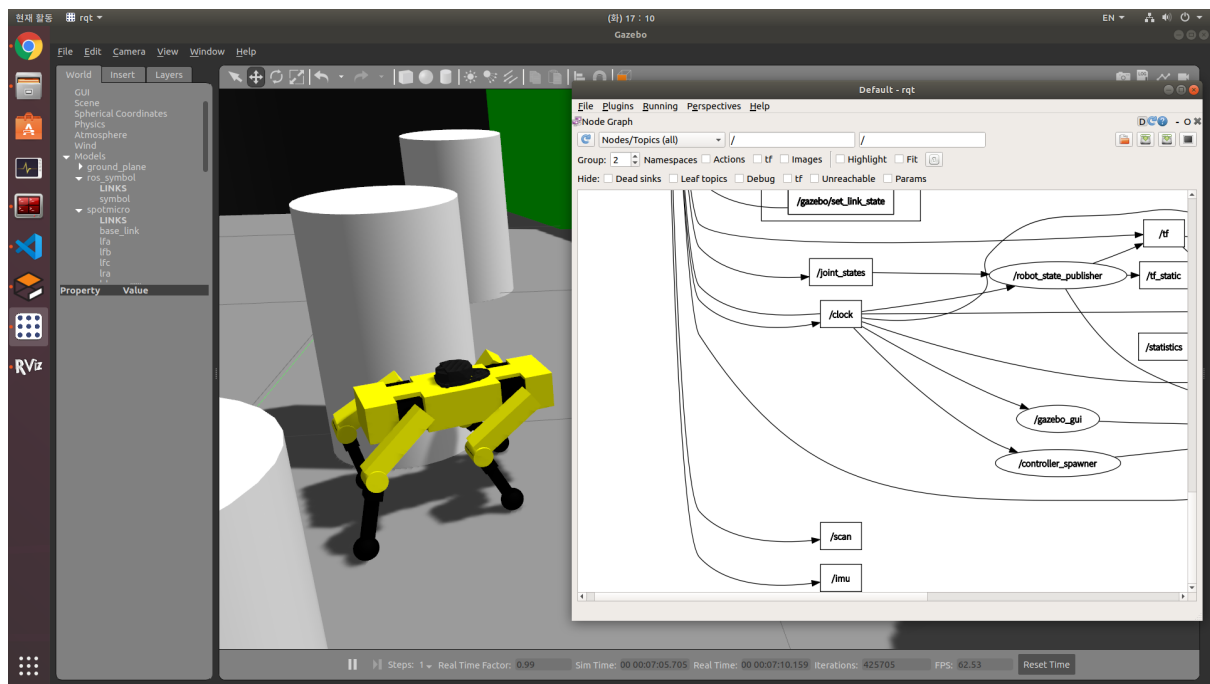 현재 활동
rqt
(화) 17 : 10
EN
Gazebo
File Edit Camera View Window Help
World Insert Layers
GUI
Scene
Spherical Coordinates
Physics
Atmosphere
Wind
Models
ground_plane
ros_symbol
LINKS
symbol
spotmicro
LINKS
base_link
lfa
lfb
lfc
lra
Property Value
RViz
Default - rqt
File Plugins Running Perspectives Help
Node Graph
D
- O
Nodes/Topics (all) / /
Group: 2 Namespaces Actions tf Images Highlight Fit
Hide: Dead sinks Leaf topics Debug tf Unreachable Params
/gazebo/set_link_state
/tf
/joint_states
/robot_state_publisher
/tf_static
/clock
/statistics
/gazebo_gui
/controller_spawner
/scan
/imu
Steps: 1 Real Time Factor: 0.99 Sim Time: 00 00:07:05.705 Real Time: 00 00:07:10.159 Iterations: 425705 FPS: 62.53 Reset Time